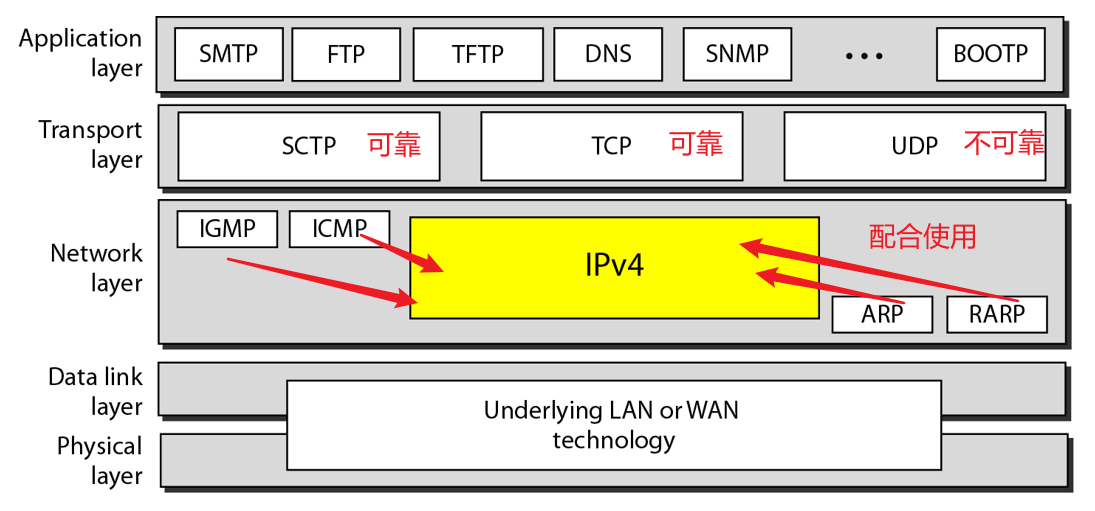 Application
layer
SMTP
FTP
TFTP
DNS
SNMP
...
BOOTP
Transport
layer
SCTP 可靠
TCP 可靠
UDP 不可靠
Network
layer
IGMP
ICMP
IPv4
配合使用
ARP
RARP
Data link
layer
Underlying LAN or WAN
technology
Physical
layer